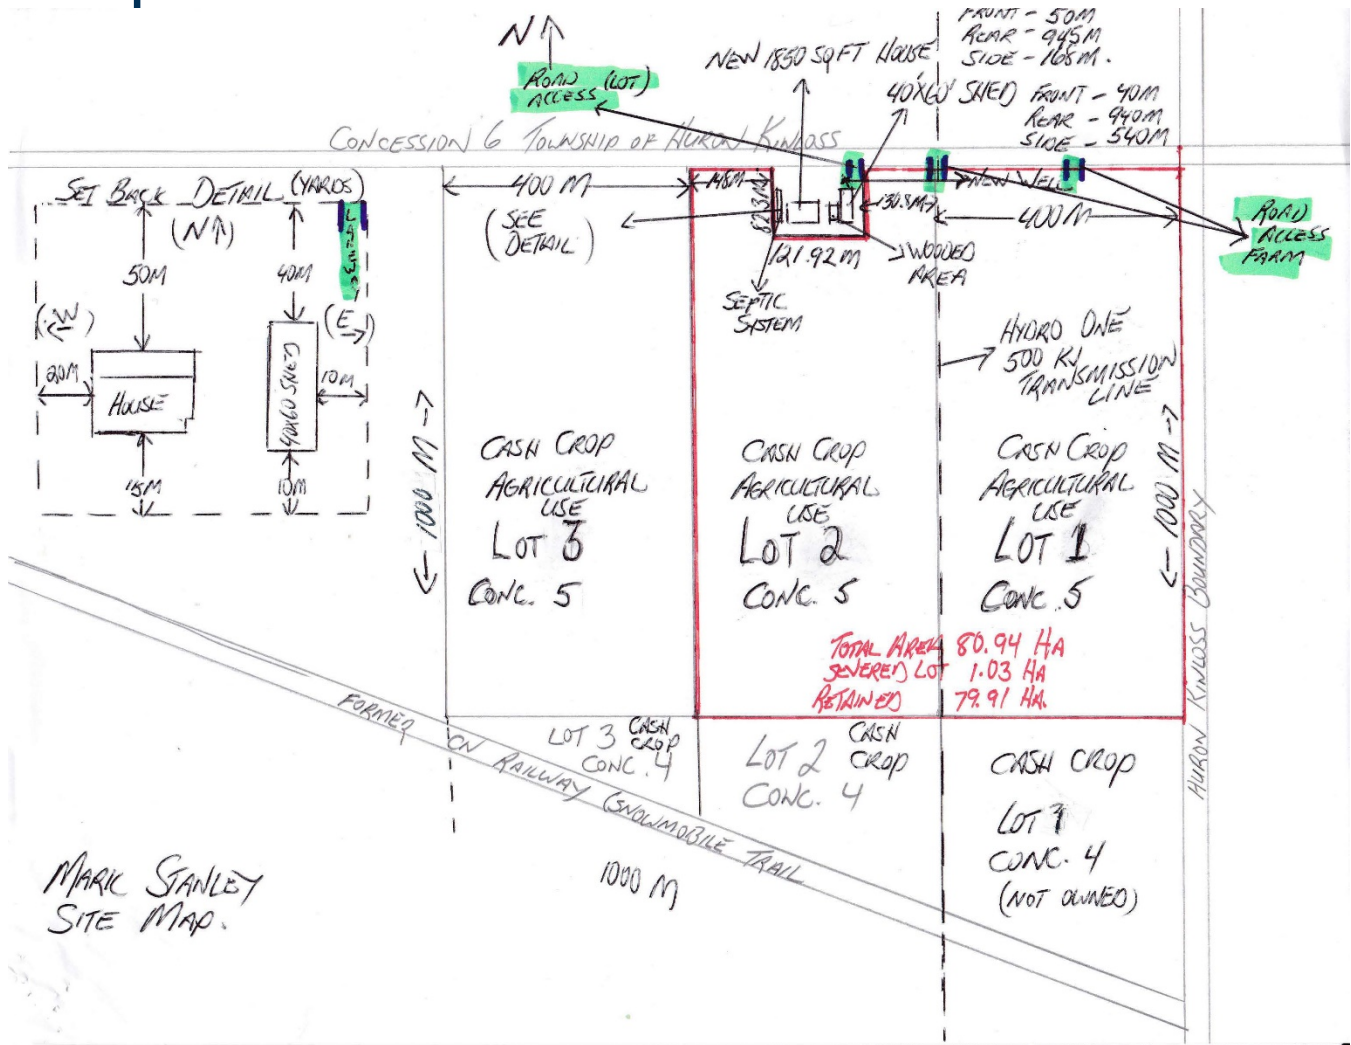 N
FRONT - 50M
REAR - 945M
SIDE - 168M.
NEW 1850 SQFT HOUSE
ROAD (LOT)
ACCESS
40'X60' SHED
FRONT - 40M
REAR - 940M
SIDE - 540M
CONCESSION 6 TOWNSHIP OF HURON KINLOSS
SET BACK DETAIL (YARDS)
(N↑)
LANEWAY
50M
40M
(W)
(E)
20M
HOUSE
40X60 SHED
10M
15M
10M
400 M
(SEE
DETAIL)
148M
82.3M
121.92M
130.5M
NEW WELL
400M
WOODED
AREA
SEPTIC
SYSTEM
ROAD
ACCESS
FARM
HYDRO ONE
500 KV
TRANSMISSION
LINE
1000 M
CASH CROP
AGRICULTURAL
USE
LOT 3
CONC. 5
CASH CROP
AGRICULTURAL
USE
LOT 2
CONC. 5
CASH CROP
AGRICULTURAL
USE
LOT 1
CONC. 5
1000 M
HURON KINLOSS BOUNDARY
TOTAL AREA 80.94 HA
SEVERED LOT 1.03 HA
RETAINED 79.91 HA.
FORMER CN RAILWAY (SNOWMOBILE TRAIL
LOT 3 CASH
CROP
CONC. 4
LOT 2 CASH
CROP
CONC. 4
CASH CROP
LOT 1
CONC. 4
(NOT OWNED)
1000 M
MARK STANLEY
SITE MAP.